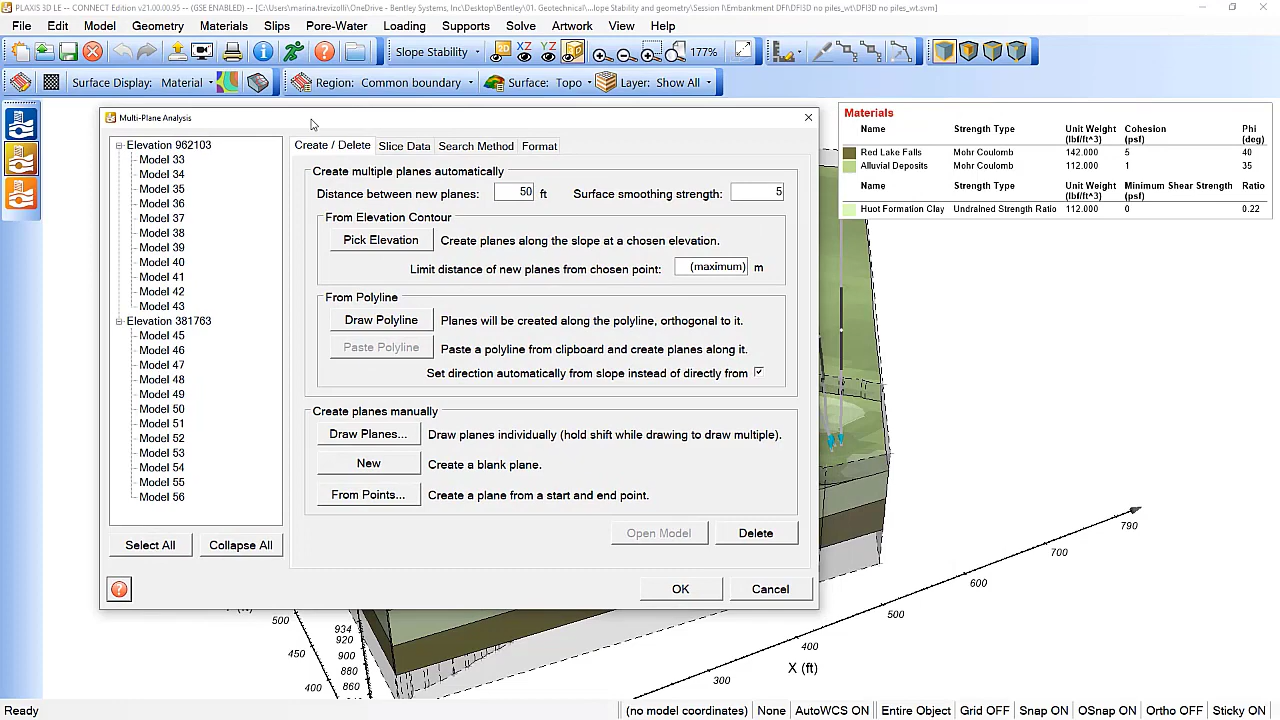 PLAXIS 3D LE -- CONNECT Edition v21.00.00.95 -- (GSE ENABLED) -- [C:\Users\marina.trevizolli\OneDrive - Bentley Systems, Inc\Desktop\Bentley\01. Geotechnical\...lope Stability and geometry\Session I\Embankment DFI\DFI3D no piles_wt\DFI3D no piles_wt.svm]
File Edit Model Geometry Materials Slips Pore-Water Loading Supports Solve Artwork View Help
Slope Stability 2D XZ YZ 3D 177%
Surface Display: Material Region: Common boundary Surface: Topo Layer: Show All
Multi-Plane Analysis
Elevation 962103
Model 33
Model 34
Model 35
Model 36
Model 37
Model 38
Model 39
Model 40
Model 41
Model 42
Model 43
Elevation 381763
Model 45
Model 46
Model 47
Model 48
Model 49
Model 50
Model 51
Model 52
Model 53
Model 54
Model 55
Model 56
Select All Collapse All
Create / Delete Slice Data Search Method Format
Create multiple planes automatically
Distance between new planes: 50 ft Surface smoothing strength: 5
From Elevation Contour
Pick Elevation Create planes along the slope at a chosen elevation.
Limit distance of new planes from chosen point: (maximum) m
From Polyline
Draw Polyline Planes will be created along the polyline, orthogonal to it.
Paste Polyline Paste a polyline from clipboard and create planes along it.
Set direction automatically from slope instead of directly from
Create planes manually
Draw Planes... Draw planes individually (hold shift while drawing to draw multiple).
New Create a blank plane.
From Points... Create a plane from a start and end point.
Open Model Delete
OK Cancel
Materials
Name Strength Type Unit Weight (lbf/ft^3) Cohesion (psf) Phi (deg)
Red Lake Falls Mohr Coulomb 142.000 5 40
Alluvial Deposits Mohr Coulomb 112.000 1 35
Name Strength Type Unit Weight (lbf/ft^3) Minimum Shear Strength (psf) Ratio
Huot Formation Clay Undrained Strength Ratio 112.000 0 0.22
790
700
600
500
400
300
X (ft)
500
450
400
934
920
900
880
860
Ready (no model coordinates) None AutoWCS ON Entire Object Grid OFF Snap ON OSnap ON Ortho OFF Sticky ON